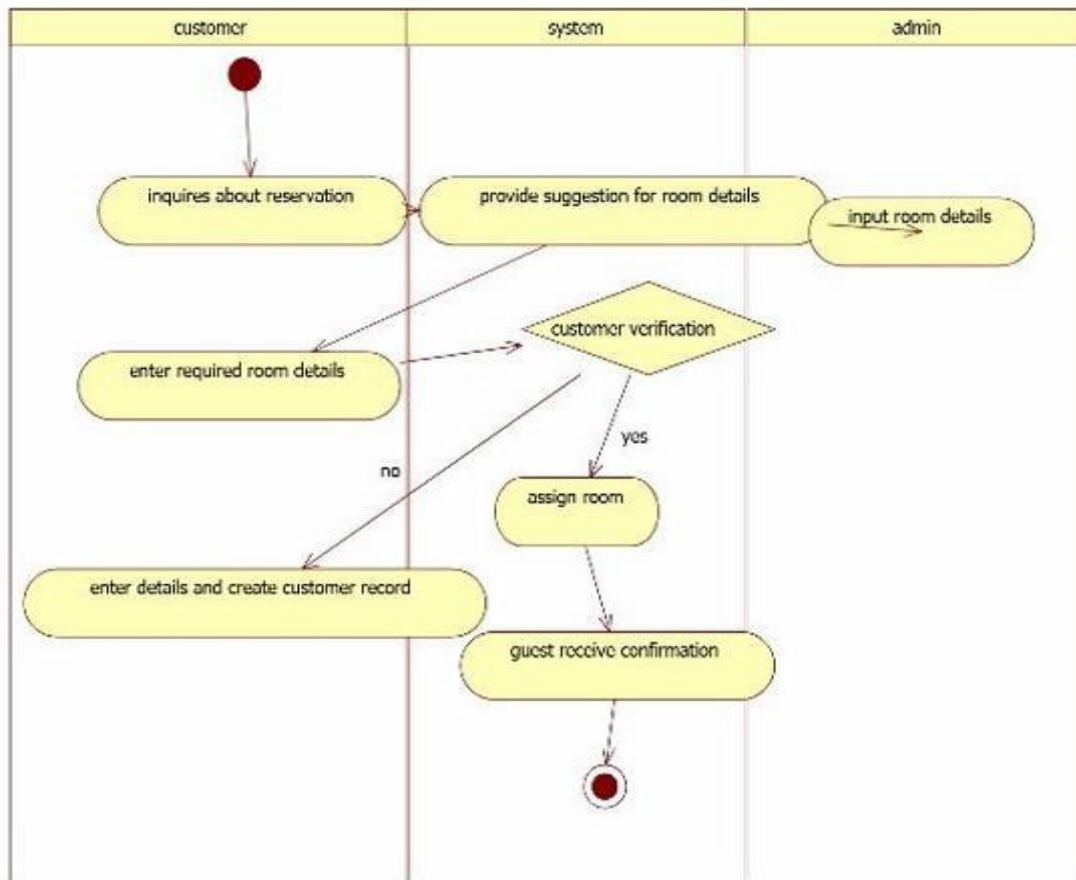 customer
system
admin
inquires about reservation
provide suggestion for room details
input room details
customer verification
enter required room details
yes
no
assign room
enter details and create customer record
guest receive confirmation